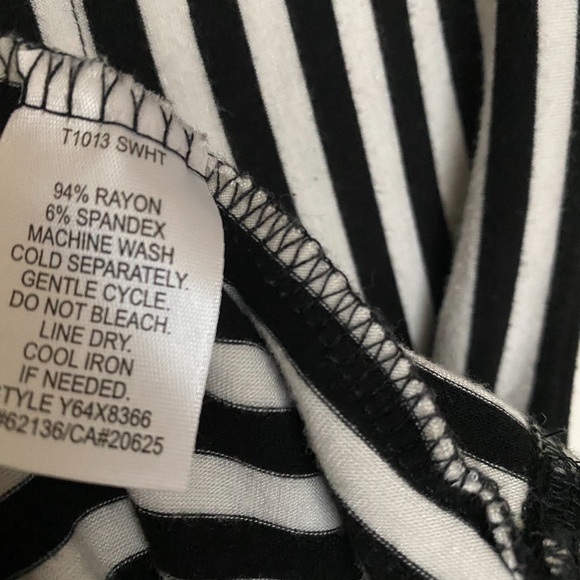 T1013 SWHT
94% RAYON
6% SPANDEX
MACHINE WASH
COLD SEPARATELY.
GENTLE CYCLE.
DO NOT BLEACH.
LINE DRY.
COOL IRON
IF NEEDED.
TYLE Y64X8366
#62136/CA#20625